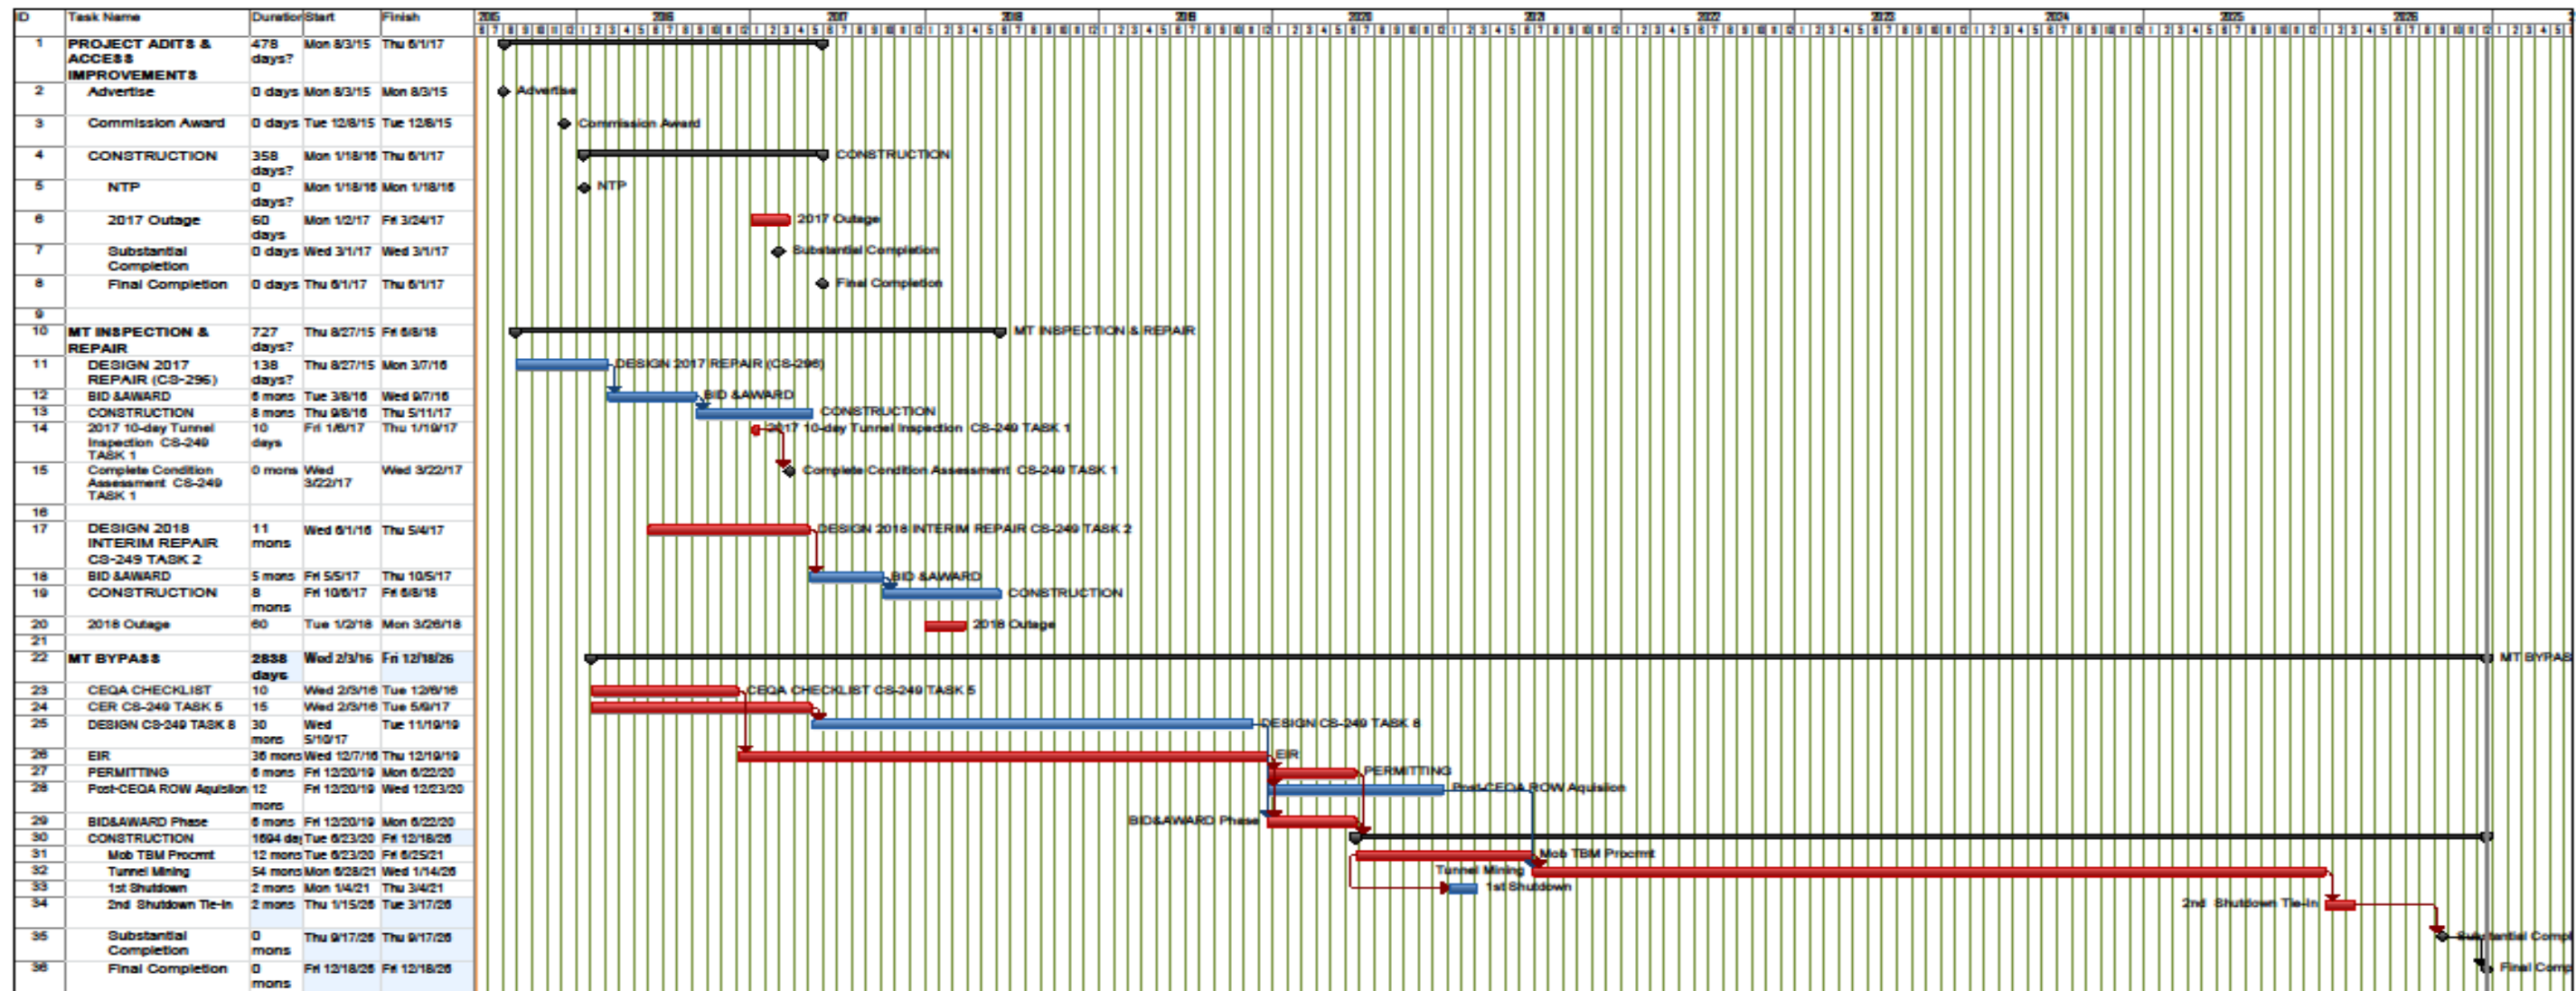 ID Task Name Duration Start Finish 2015 2016 2017 2018 2019 2020 2021 2022 2023 2024 2025 2026
1 PROJECT ADITS & 478 Mon 8/3/15 Thu 6/1/17
ACCESS days?
IMPROVEMENTS
2 Advertise 0 days Mon 8/3/15 Mon 8/3/15 Advertise
3 Commission Award 0 days Tue 12/8/15 Tue 12/8/15 Commission Award
4 CONSTRUCTION 358 Mon 1/18/16 Thu 6/1/17 CONSTRUCTION
days?
5 NTP 0 Mon 1/18/16 Mon 1/18/16 NTP
days?
6 2017 Outage 60 Mon 1/2/17 Fri 3/24/17 2017 Outage
days
7 Substantial 0 days Wed 3/1/17 Wed 3/1/17 Substantial Completion
Completion
8 Final Completion 0 days Thu 6/1/17 Thu 6/1/17 Final Completion
9
10 MT INSPECTION & 727 Thu 8/27/15 Fri 6/8/18 MT INSPECTION & REPAIR
REPAIR days?
11 DESIGN 2017 138 Thu 8/27/15 Mon 3/7/16 DESIGN 2017 REPAIR (CS-296)
REPAIR (CS-296) days?
12 BID &AWARD 6 mons Tue 3/8/16 Wed 9/7/16 BID &AWARD
13 CONSTRUCTION 8 mons Thu 9/8/16 Thu 5/11/17 CONSTRUCTION
14 2017 10-day Tunnel 10 Fri 1/6/17 Thu 1/19/17 2017 10-day Tunnel Inspection CS-249 TASK 1
Inspection CS-249 days
TASK 1
15 Complete Condition 0 mons Wed Wed 3/22/17 Complete Condition Assessment CS-249 TASK 1
Assessment CS-249 3/22/17
TASK 1
16
17 DESIGN 2018 11 Wed 6/1/16 Thu 5/4/17 DESIGN 2018 INTERIM REPAIR CS-249 TASK 2
INTERIM REPAIR mons
CS-249 TASK 2
18 BID &AWARD 5 mons Fri 5/5/17 Thu 10/5/17 BID &AWARD
19 CONSTRUCTION 8 Fri 10/6/17 Fri 6/8/18 CONSTRUCTION
mons
20 2018 Outage 60 Tue 1/2/18 Mon 3/26/18 2018 Outage
21
22 MT BYPASS 2838 Wed 2/3/16 Fri 12/18/26 MT BYPAS
days
23 CEQA CHECKLIST 10 Wed 2/3/16 Tue 12/6/16 CEQA CHECKLIST CS-249 TASK 5
24 CER CS-249 TASK 5 15 Wed 2/3/16 Tue 5/9/17
25 DESIGN CS-249 TASK 8 30 Wed Tue 11/19/19 DESIGN CS-249 TASK 8
mons 5/10/17
26 EIR 36 mons Wed 12/7/16 Thu 12/19/19 EIR
27 PERMITTING 6 mons Fri 12/20/19 Mon 6/22/20 PERMITTING
28 Post-CEQA ROW Aquisiion 12 Fri 12/20/19 Wed 12/23/20 Post-CEQA ROW Aquisiion
mons
29 BID&AWARD Phase 6 mons Fri 12/20/19 Mon 6/22/20 BID&AWARD Phase
30 CONSTRUCTION 1694 day Tue 6/23/20 Fri 12/18/26
31 Mob TBM Procrmt 12 mons Tue 6/23/20 Fri 6/25/21 Mob TBM Procrmt
32 Tunnel Mining 54 mons Mon 6/28/21 Wed 1/14/26 Tunnel Mining
33 1st Shutdown 2 mons Mon 1/4/21 Thu 3/4/21 1st Shutdown
34 2nd Shutdown Tie-In 2 mons Thu 1/15/26 Tue 3/17/26 2nd Shutdown Tie-In
35 Substantial 0 Thu 9/17/26 Thu 9/17/26 Substantial Compl
Completion mons
36 Final Completion 0 Fri 12/18/26 Fri 12/18/26 Final Comp
mons